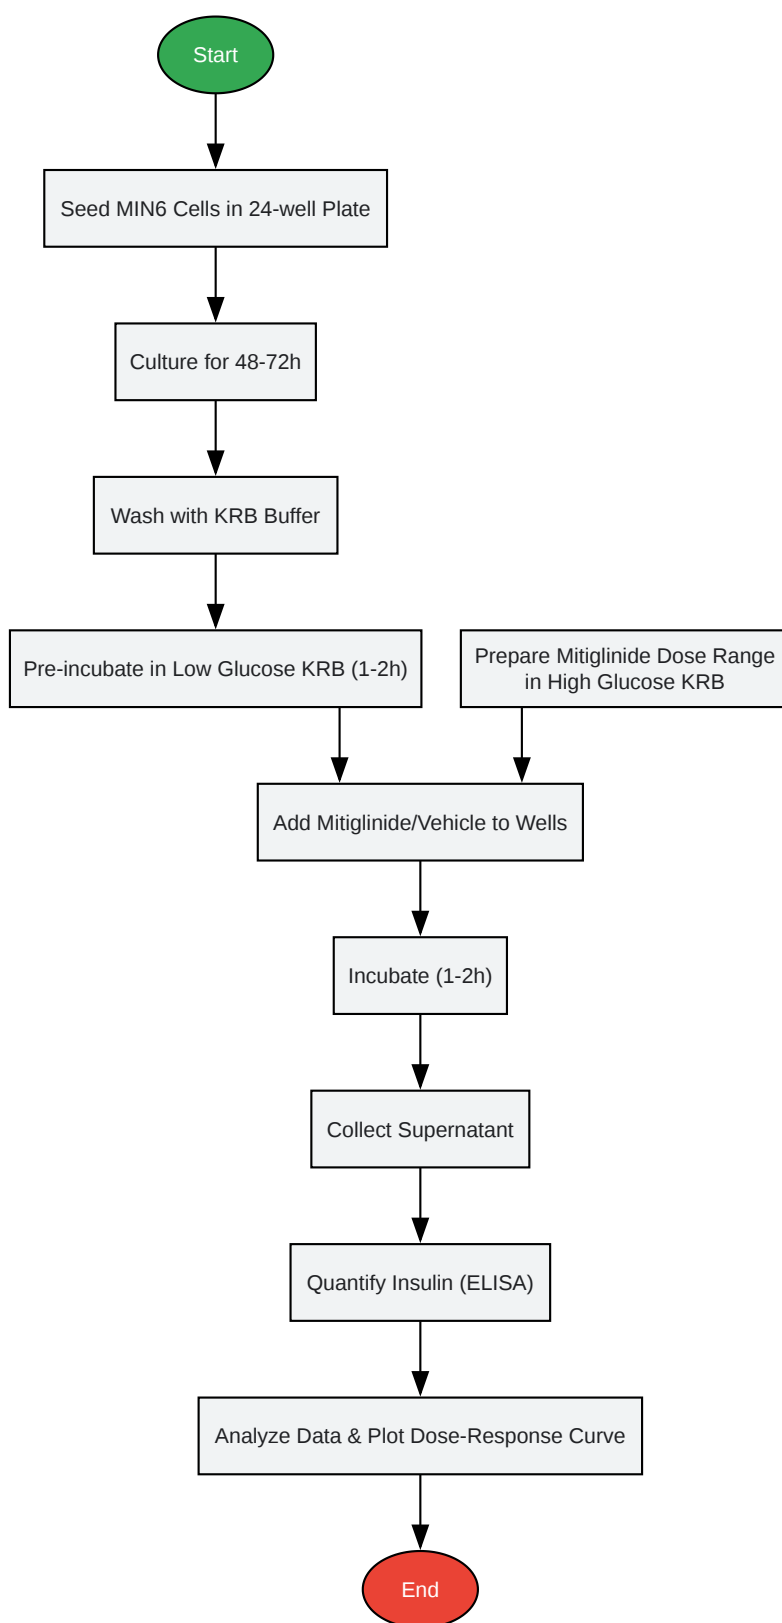 Start
Seed MIN6 Cells in 24-well Plate
Culture for 48-72h
Wash with KRB Buffer
Pre-incubate in Low Glucose KRB (1-2h)
Prepare Mitiglinide Dose Range
in High Glucose KRB
Add Mitiglinide/Vehicle to Wells
Incubate (1-2h)
Collect Supernatant
Quantify Insulin (ELISA)
Analyze Data & Plot Dose-Response Curve
End